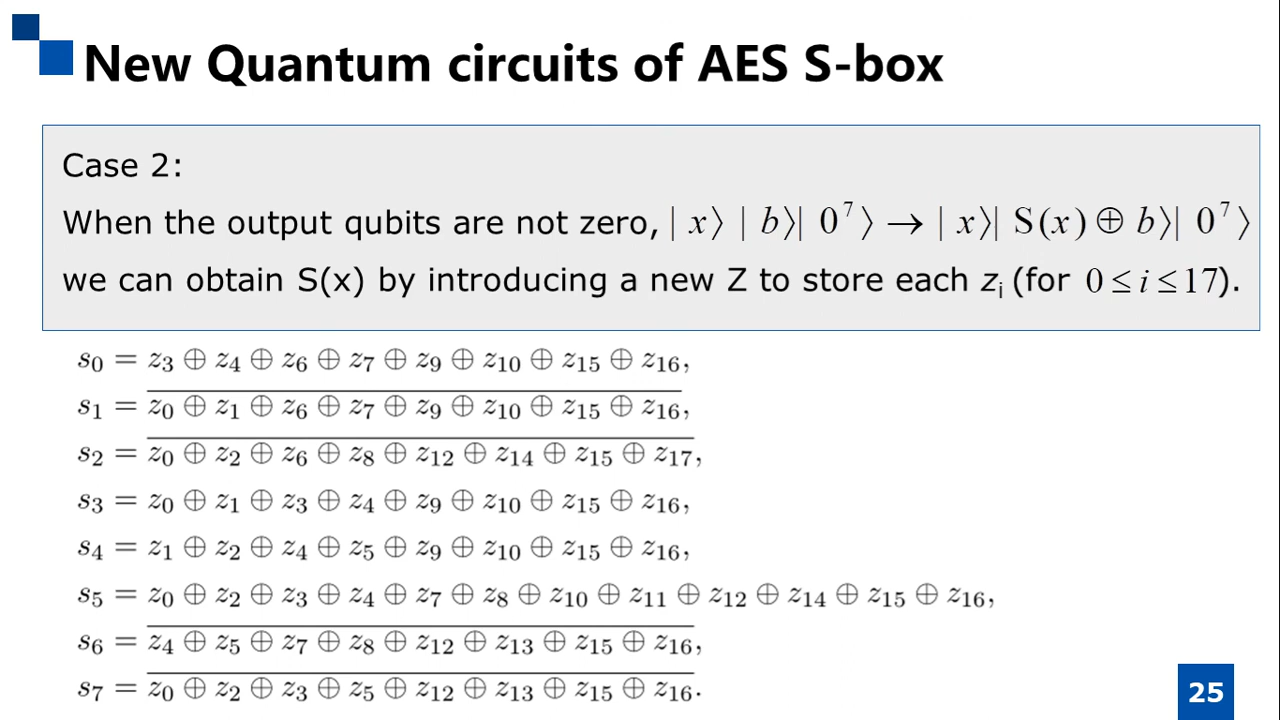 New Quantum circuits of AES S-box
Case 2:
When the output qubits are not zero, | x⟩ | b⟩| 0⁷ ⟩ → | x⟩| S(x) ⊕ b⟩| 0⁷ ⟩
we can obtain S(x) by introducing a new Z to store each zᵢ (for 0 ≤ i ≤ 17).
s₀ = z₃ ⊕ z₄ ⊕ z₆ ⊕ z₇ ⊕ z₉ ⊕ z₁₀ ⊕ z₁₅ ⊕ z₁₆,
s₁ = \overline{z₀ ⊕ z₁ ⊕ z₆ ⊕ z₇ ⊕ z₉ ⊕ z₁₀ ⊕ z₁₅ ⊕ z₁₆},
s₂ = \overline{z₀ ⊕ z₂ ⊕ z₆ ⊕ z₈ ⊕ z₁₂ ⊕ z₁₄ ⊕ z₁₅ ⊕ z₁₇},
s₃ = z₀ ⊕ z₁ ⊕ z₃ ⊕ z₄ ⊕ z₉ ⊕ z₁₀ ⊕ z₁₅ ⊕ z₁₆,
s₄ = z₁ ⊕ z₂ ⊕ z₄ ⊕ z₅ ⊕ z₉ ⊕ z₁₀ ⊕ z₁₅ ⊕ z₁₆,
s₅ = z₀ ⊕ z₂ ⊕ z₃ ⊕ z₄ ⊕ z₇ ⊕ z₈ ⊕ z₁₀ ⊕ z₁₁ ⊕ z₁₂ ⊕ z₁₄ ⊕ z₁₅ ⊕ z₁₆,
s₆ = \overline{z₄ ⊕ z₅ ⊕ z₇ ⊕ z₈ ⊕ z₁₂ ⊕ z₁₃ ⊕ z₁₅ ⊕ z₁₆},
s₇ = \overline{z₀ ⊕ z₂ ⊕ z₃ ⊕ z₅ ⊕ z₁₂ ⊕ z₁₃ ⊕ z₁₅ ⊕ z₁₆}.
25